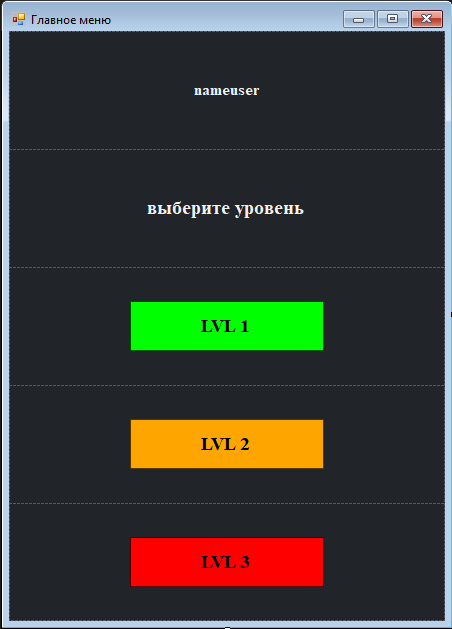 Главное меню
nameuser
выберите уровень
LVL 1
LVL 2
LVL 3